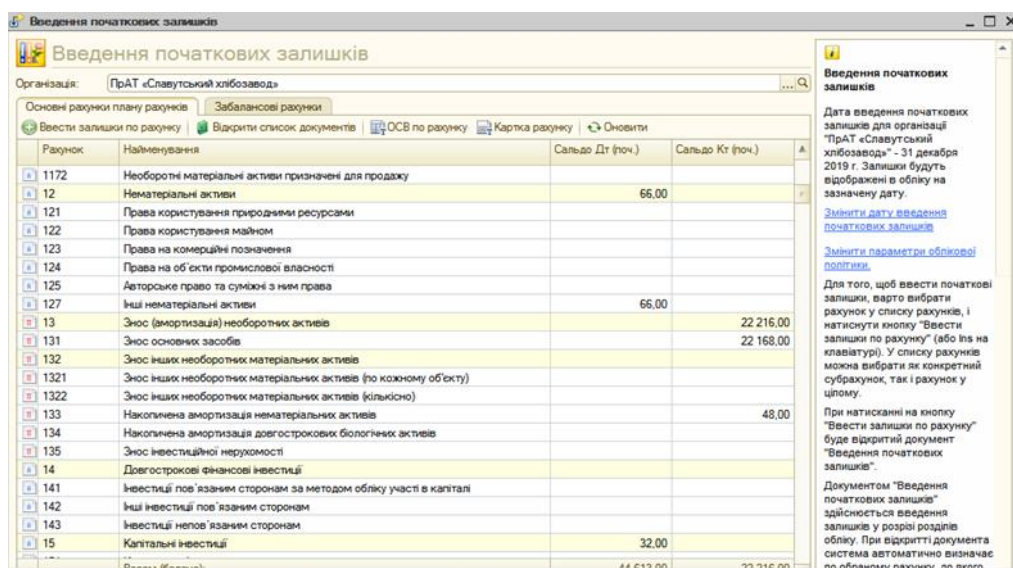 Введення початкових залишків
Введення початкових залишків
Організація: ПрАТ «Славутський хлібозавод» ...
Основні рахунки плану рахунків Забалансові рахунки
Ввести залишки по рахунку Відкрити список документів ОСВ по рахунку Картка рахунку Оновити
Рахунок Найменування Сальдо Дт (поч.) Сальдо Кт (поч.)
1172 Необоротні матеріальні активи призначені для продажу
12 Нематеріальні активи 66,00
121 Права користування природними ресурсами
122 Права користування майном
123 Права на комерційні позначення
124 Права на об'єкти промислової власності
125 Авторське право та суміжні з ним права
127 Інші нематеріальні активи 66,00
13 Знос (амортизація) необоротних активів 22 216,00
131 Знос основних засобів 22 168,00
132 Знос інших необоротних матеріальних активів
1321 Знос інших необоротних матеріальних активів (по кожному об'єкту)
1322 Знос інших необоротних матеріальних активів (кількісно)
133 Накопичена амортизація нематеріальних активів 48,00
134 Накопичена амортизація довгострокових біологічних активів
135 Знос інвестиційної нерухомості
14 Довгострокові фінансові інвестиції
141 Інвестиції пов'язаним сторонам за методом обліку участі в капіталі
142 Інші інвестиції пов'язаним сторонам
143 Інвестиції непов'язаним сторонам
15 Капітальні інвестиції 32,00
Введення початкових
залишків
Дата введення початкових
залишків для організації
"ПрАТ «Славутський
хлібозавод»" - 31 декабря
2019 г. Залишки будуть
відображені в обліку на
зазначену дату.
Змінити дату введення
початкових залишків
Змінити параметри облікової
політики.
Для того, щоб ввести початкові
залишки, варто вибрати
рахунок у списку рахунків, і
натиснути кнопку "Ввести
залишки по рахунку" (або Ins на
клавіатурі). У списку рахунків
можна вибрати як конкретний
субрахунок, так і рахунок у
цілому.
При натисканні на кнопку
"Ввести залишки по рахунку"
буде відкритий документ
"Введення початкових
залишків".
Документом "Введення
початкових залишків"
здійснюється введення
залишків у розрізі розділів
обліку. При відкритті документа
система автоматично визначає
по обраному рахунку, до якого